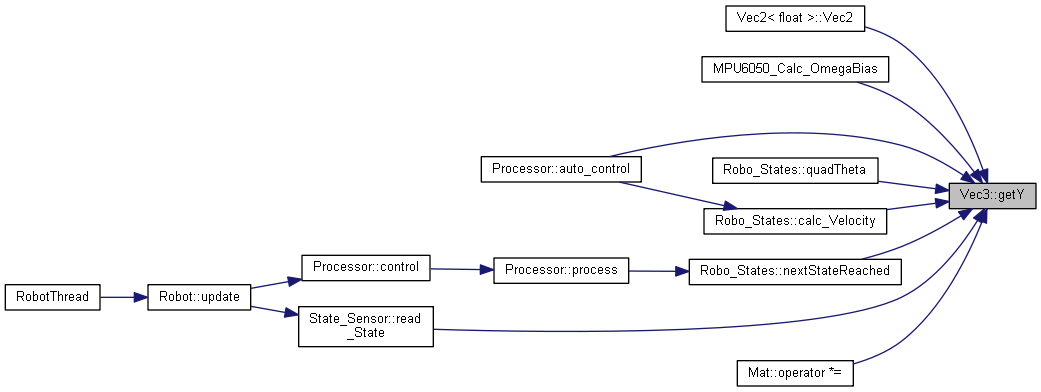 Vec2< float >::Vec2
MPU6050_Calc_OmegaBias
Processor::auto_control
Robo_States::quadTheta
Vec3::getY
Robo_States::calc_Velocity
Processor::control
Processor::process
Robo_States::nextStateReached
RobotThread
Robot::update
State_Sensor::read
_State
Mat::operator *=